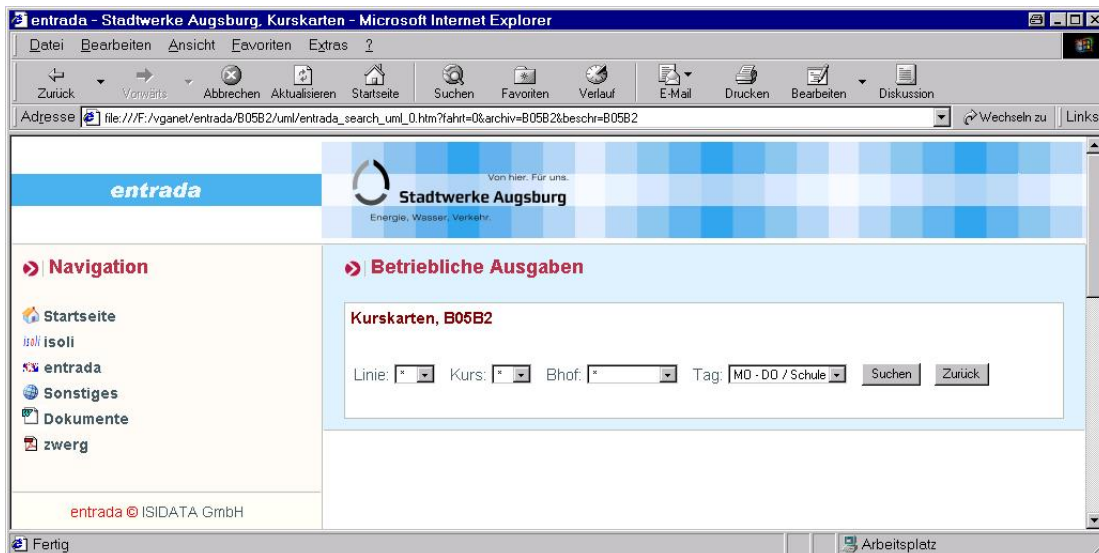 entrada - Stadtwerke Augsburg, Kurskarten - Microsoft Internet Explorer
Datei Bearbeiten Ansicht Favoriten Extras ?
Zurück Vorwärts Abbrechen Aktualisieren Startseite Suchen Favoriten Verlauf E-Mail Drucken Bearbeiten Diskussion
Adresse file:///F:/vganet/entrada/B05B2/uml/entrada_search_uml_0.htm?fahrt=0&archiv=B05B2&beschr=B05B2 Wechseln zu Links
entrada
Von hier. Für uns.
Stadtwerke Augsburg
Energie, Wasser, Verkehr.
Navigation
Startseite
isoli isoli
entrada
Sonstiges
Dokumente
zwerg
entrada © ISIDATA GmbH
Betriebliche Ausgaben
Kurskarten, B05B2
Linie: * Kurs: * Bhof: * Tag: MO - DO / Schule Suchen Zurück
Fertig
Arbeitsplatz